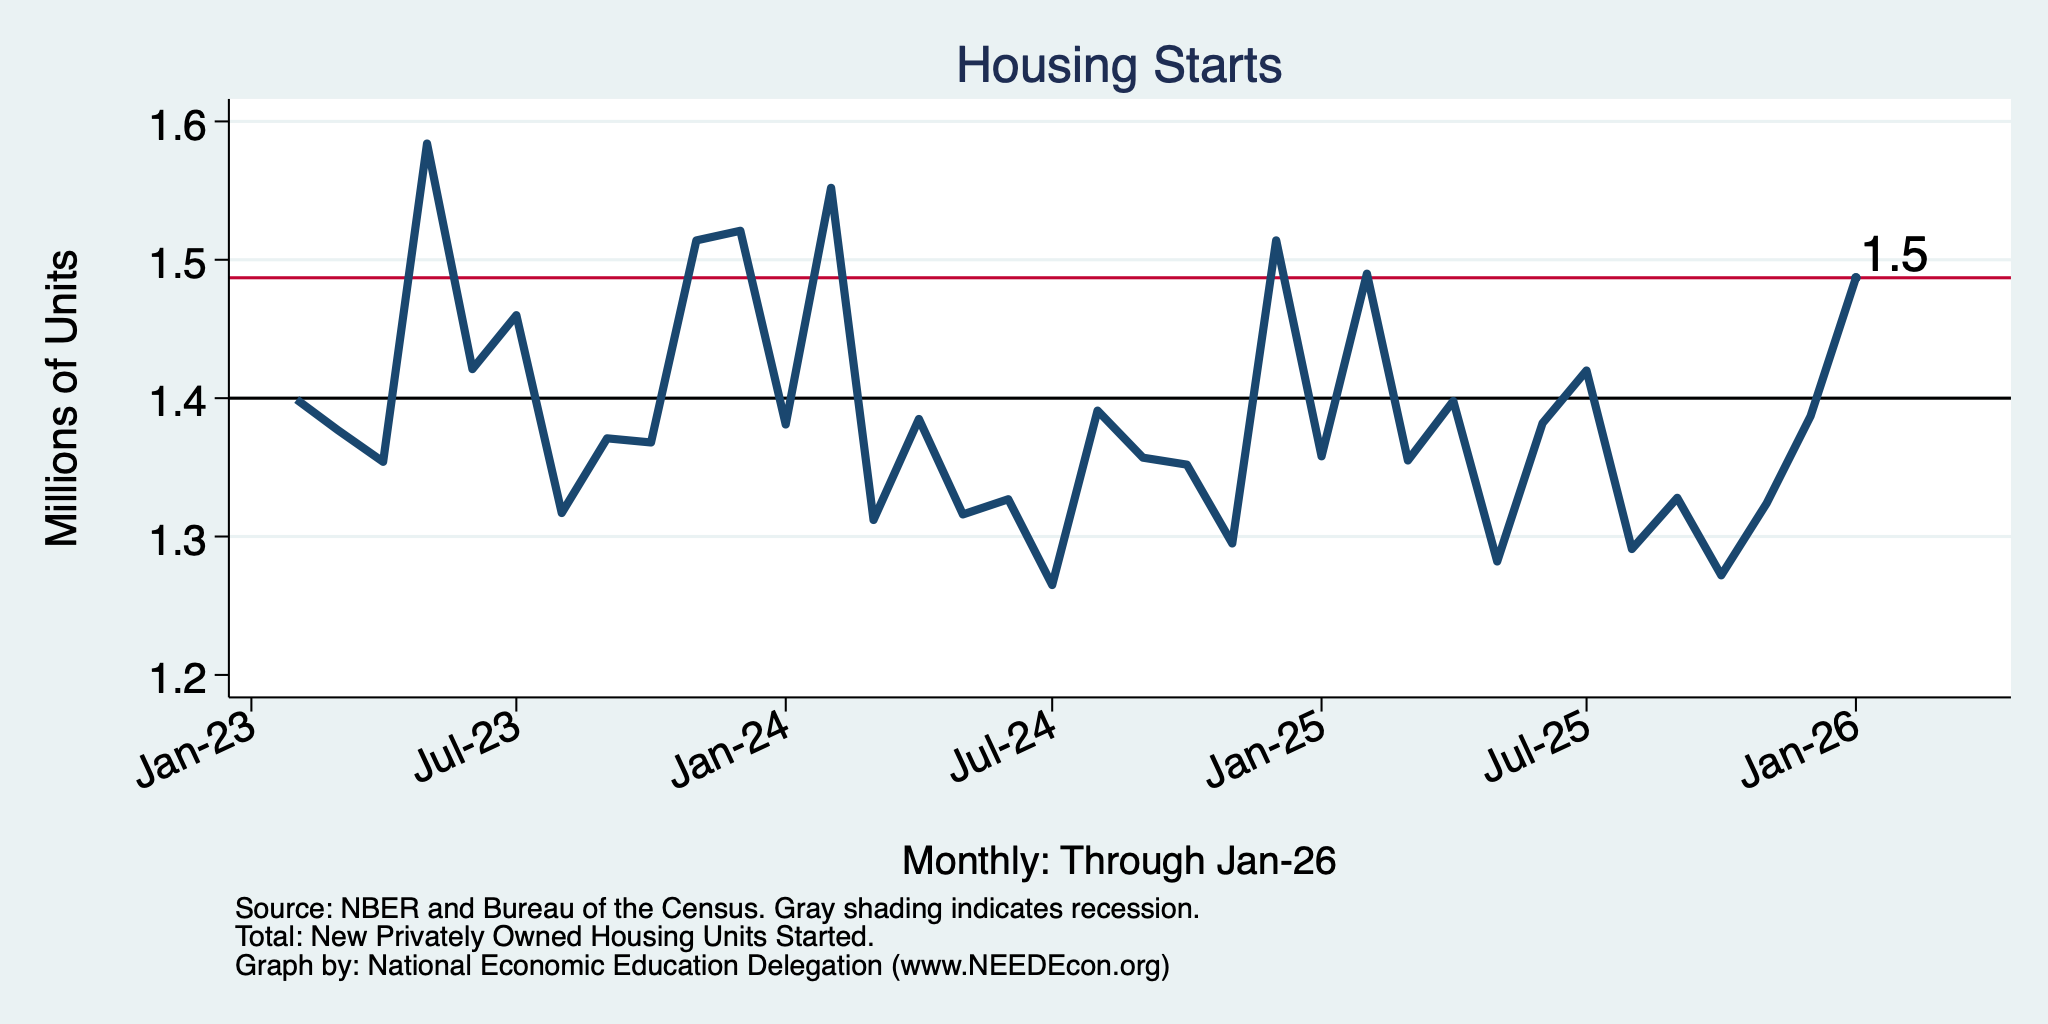 Housing Starts
Millions of Units
1.6
1.5
1.4
1.3
1.2
1.5
Jan-23
Jul-23
Jan-24
Jul-24
Jan-25
Jul-25
Jan-26
Monthly: Through Jan-26
Source: NBER and Bureau of the Census. Gray shading indicates recession.
Total: New Privately Owned Housing Units Started.
Graph by: National Economic Education Delegation (www.NEEDEcon.org)